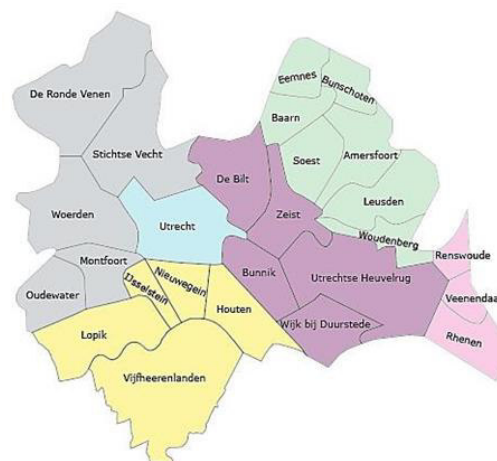 Eemnes
Bunschoten
De Ronde Venen
Baarn
Stichtse Vecht
Soest
Amersfoort
De Bilt
Leusden
Woerden
Utrecht
Zeist
Woudenberg
Montfoort
Renswoude
Oudewater
IJsselstein
Nieuwegein
Bunnik
Utrechtse Heuvelrug
Veenendaal
Houten
Lopik
Wijk bij Duurstede
Rhenen
Vijfheerenlanden